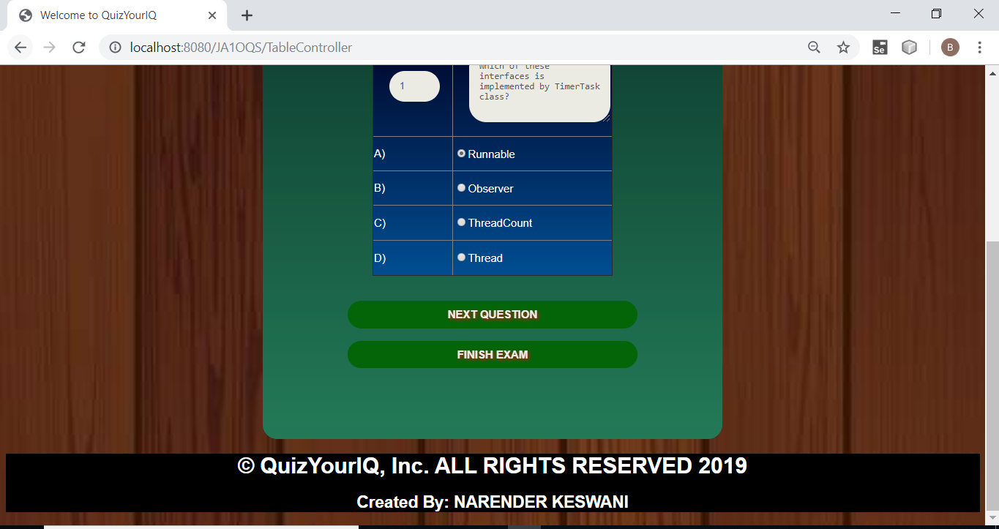 Welcome to QuizYourIQ
localhost:8080/JA1OQS/TableController
Se
B
1
Which of these
interfaces is
implemented by TimerTask
class?
A) Runnable
B) Observer
C) ThreadCount
D) Thread
NEXT QUESTION
FINISH EXAM
© QuizYourIQ, Inc. ALL RIGHTS RESERVED 2019
Created By: NARENDER KESWANI